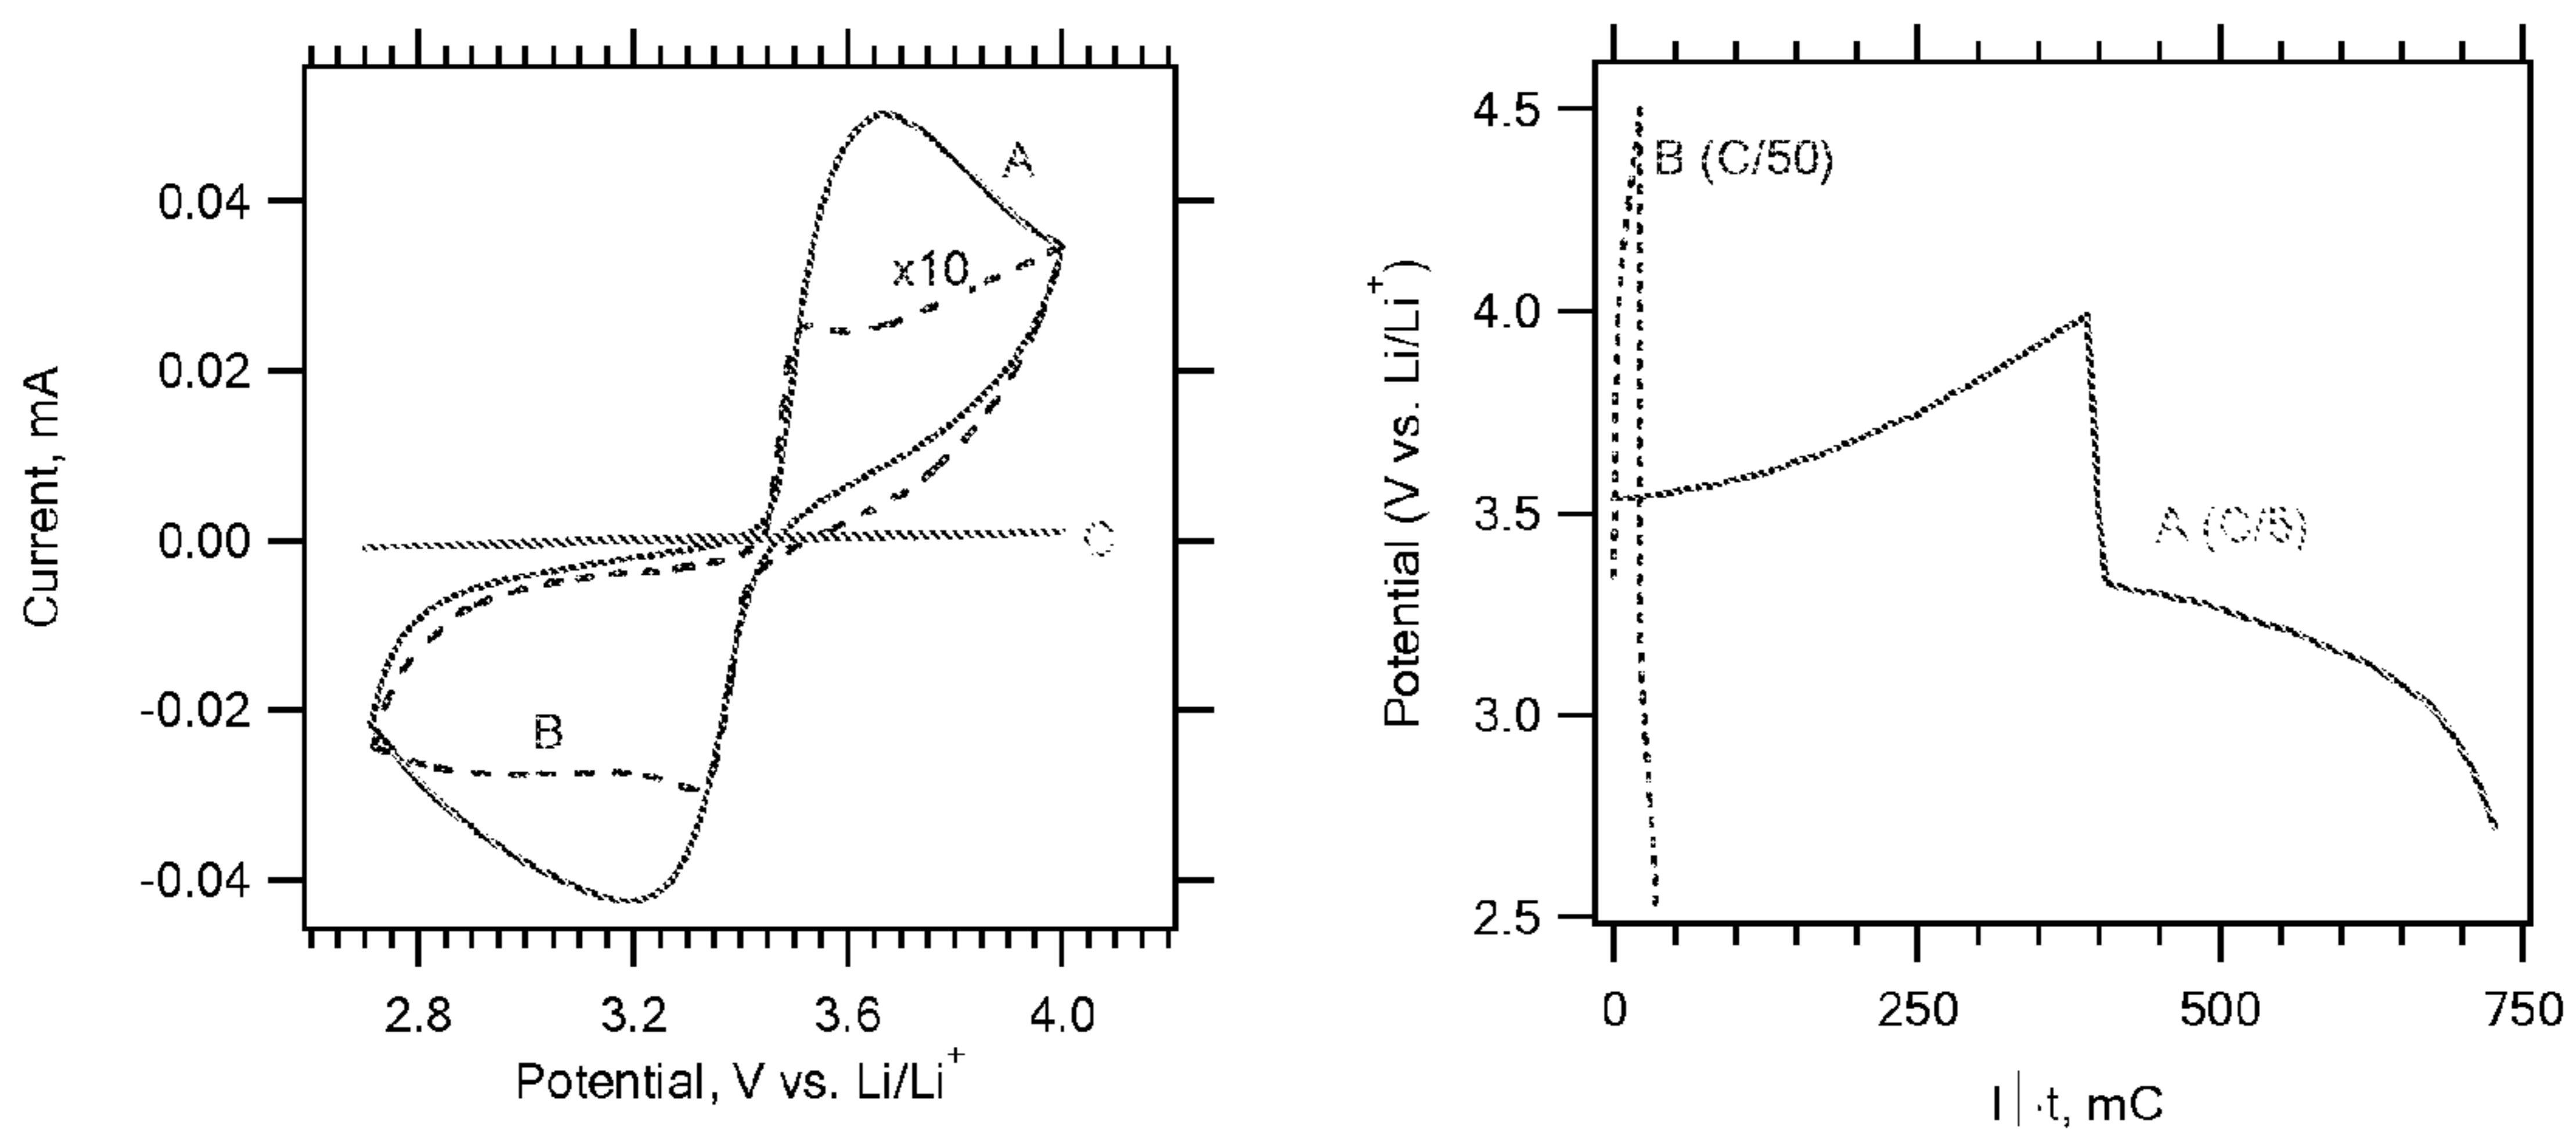 Current, mA
0.04
0.02
0.00
-0.02
-0.04
A
x10
C
B
2.8 3.2 3.6 4.0
Potential, V vs. Li/Li⁺
Potential (V vs. Li/Li⁺)
4.5
4.0
3.5
3.0
2.5
B (C/50)
A (C/5)
0 250 500 750
I | ·t, mC